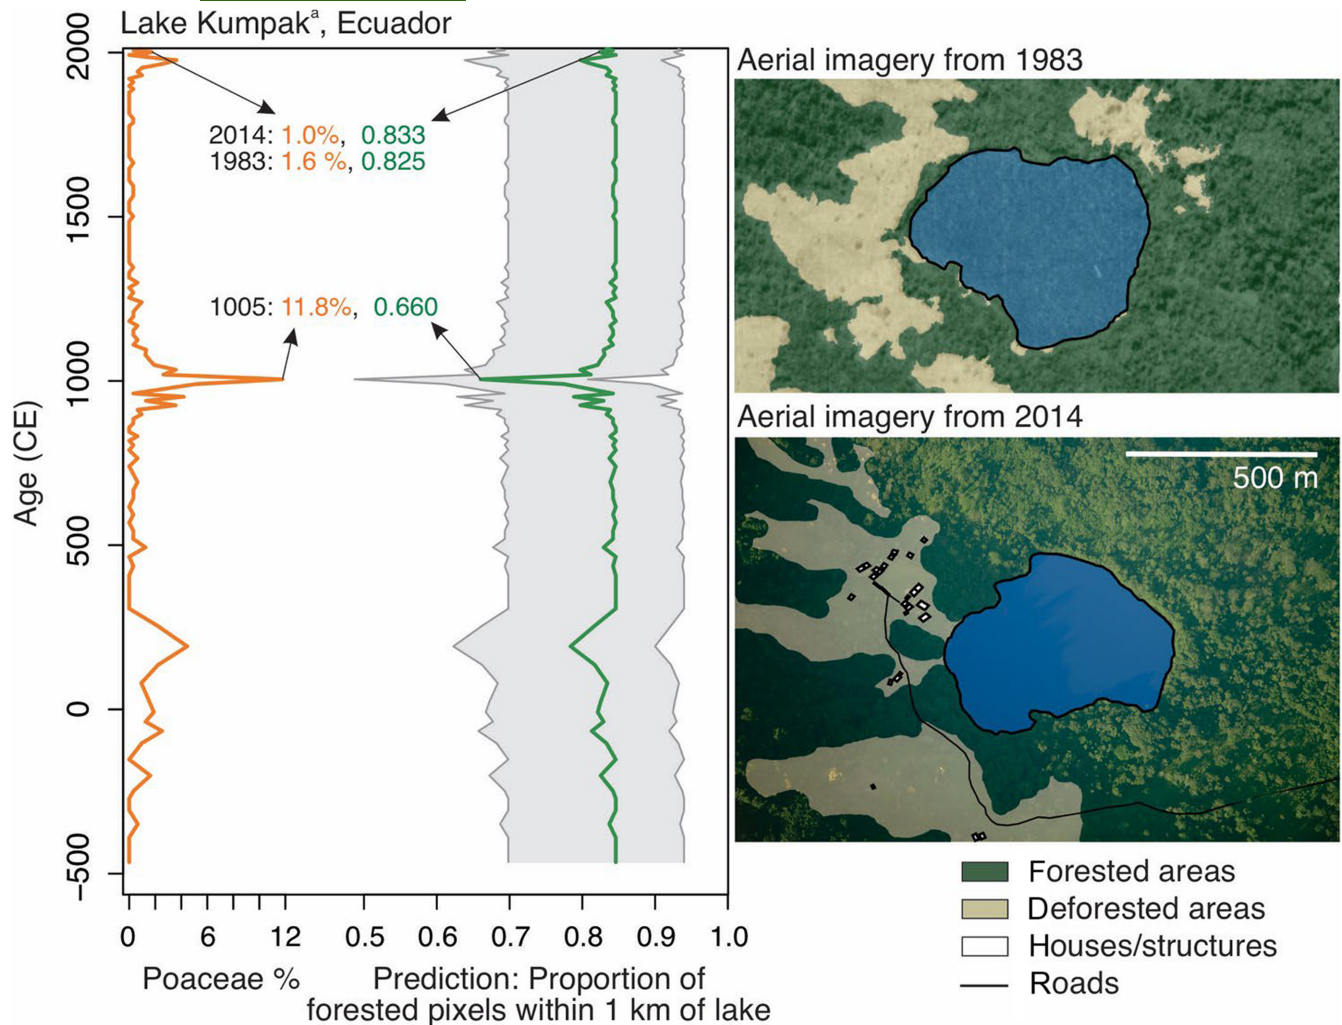 Lake Kumpakª, Ecuador
2000
1500
1000
500
0
−500
Age (CE)
2014: 1.0%, 0.833
1983: 1.6 %, 0.825
1005: 11.8%, 0.660
0 6 12 0.5 0.6 0.7 0.8 0.9 1.0
Poaceae % Prediction: Proportion of
forested pixels within 1 km of lake
Aerial imagery from 1983
Aerial imagery from 2014
500 m
Forested areas
Deforested areas
Houses/structures
Roads